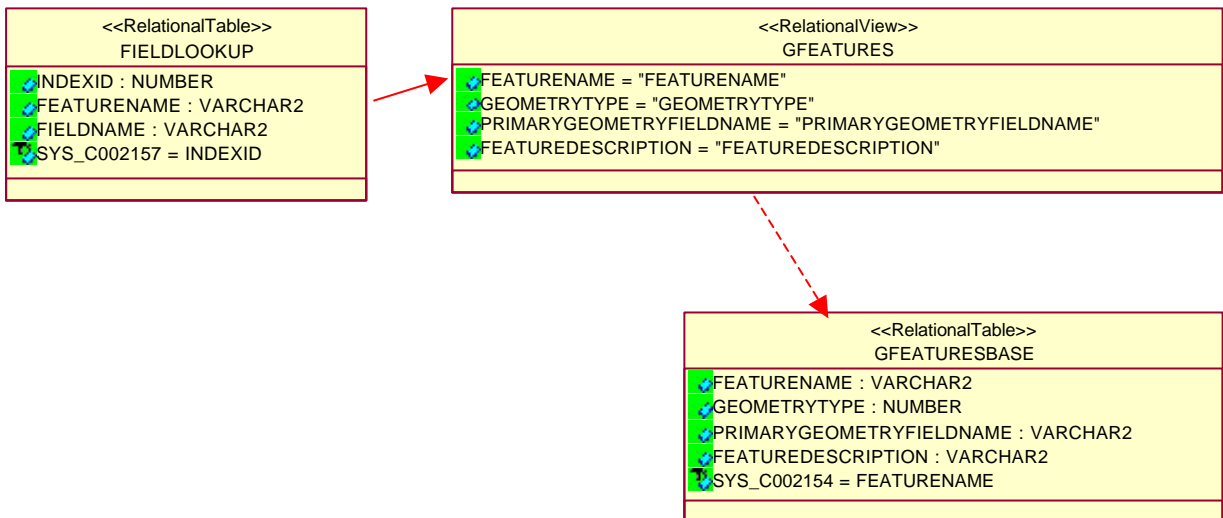 <<RelationalTable>>
FIELDLOOKUP
INDEXID : NUMBER
FEATURENAME : VARCHAR2
FIELDNAME : VARCHAR2
SYS_C002157 = INDEXID
<<RelationalView>>
GFEATURES
FEATURENAME = "FEATURENAME"
GEOMETRYTYPE = "GEOMETRYTYPE"
PRIMARYGEOMETRYFIELDNAME = "PRIMARYGEOMETRYFIELDNAME"
FEATUREDESCRIPTION = "FEATUREDESCRIPTION"
<<RelationalTable>>
GFEATURESBASE
FEATURENAME : VARCHAR2
GEOMETRYTYPE : NUMBER
PRIMARYGEOMETRYFIELDNAME : VARCHAR2
FEATUREDESCRIPTION : VARCHAR2
SYS_C002154 = FEATURENAME